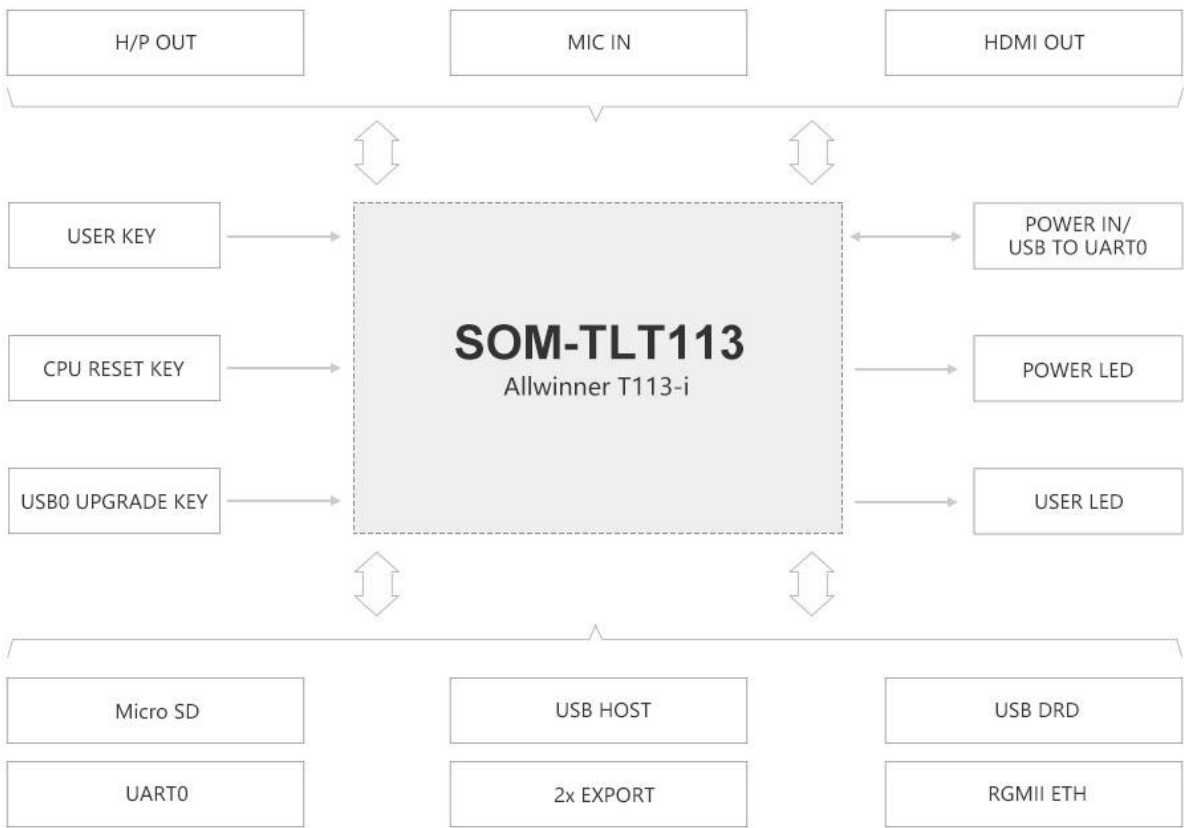 H/P OUT
MIC IN
HDMI OUT
USER KEY
POWER IN/
USB TO UART0
SOM-TLT113
Allwinner T113-i
CPU RESET KEY
POWER LED
USB0 UPGRADE KEY
USER LED
Micro SD
USB HOST
USB DRD
UART0
2x EXPORT
RGMII ETH